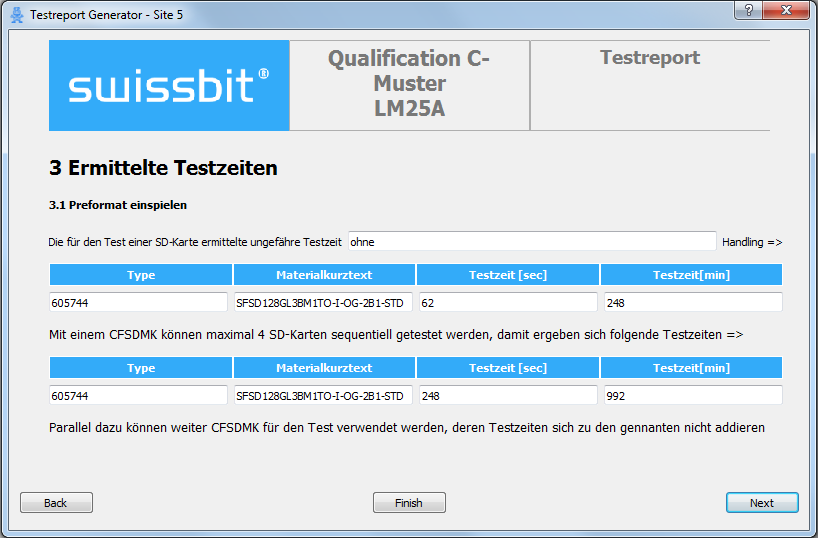 Testreport Generator - Site 5
?
swissbit®
Qualification C-
Muster
LM25A
Testreport
3 Ermittelte Testzeiten
3.1 Preformat einspielen
Die für den Test einer SD-Karte ermittelte ungefähre Testzeit ohne Handling =>
Type Materialkurztext Testzeit [sec] Testzeit[min]
605744 SFSD128GL3BM1TO-I-OG-2B1-STD 62 248
Mit einem CFSDMK können maximal 4 SD-Karten sequentiell getestet werden, damit ergeben sich folgende Testzeiten =>
Type Materialkurztext Testzeit [sec] Testzeit[min]
605744 SFSD128GL3BM1TO-I-OG-2B1-STD 248 992
Parallel dazu können weiter CFSDMK für den Test verwendet werden, deren Testzeiten sich zu den gennanten nicht addieren
Back Finish Next